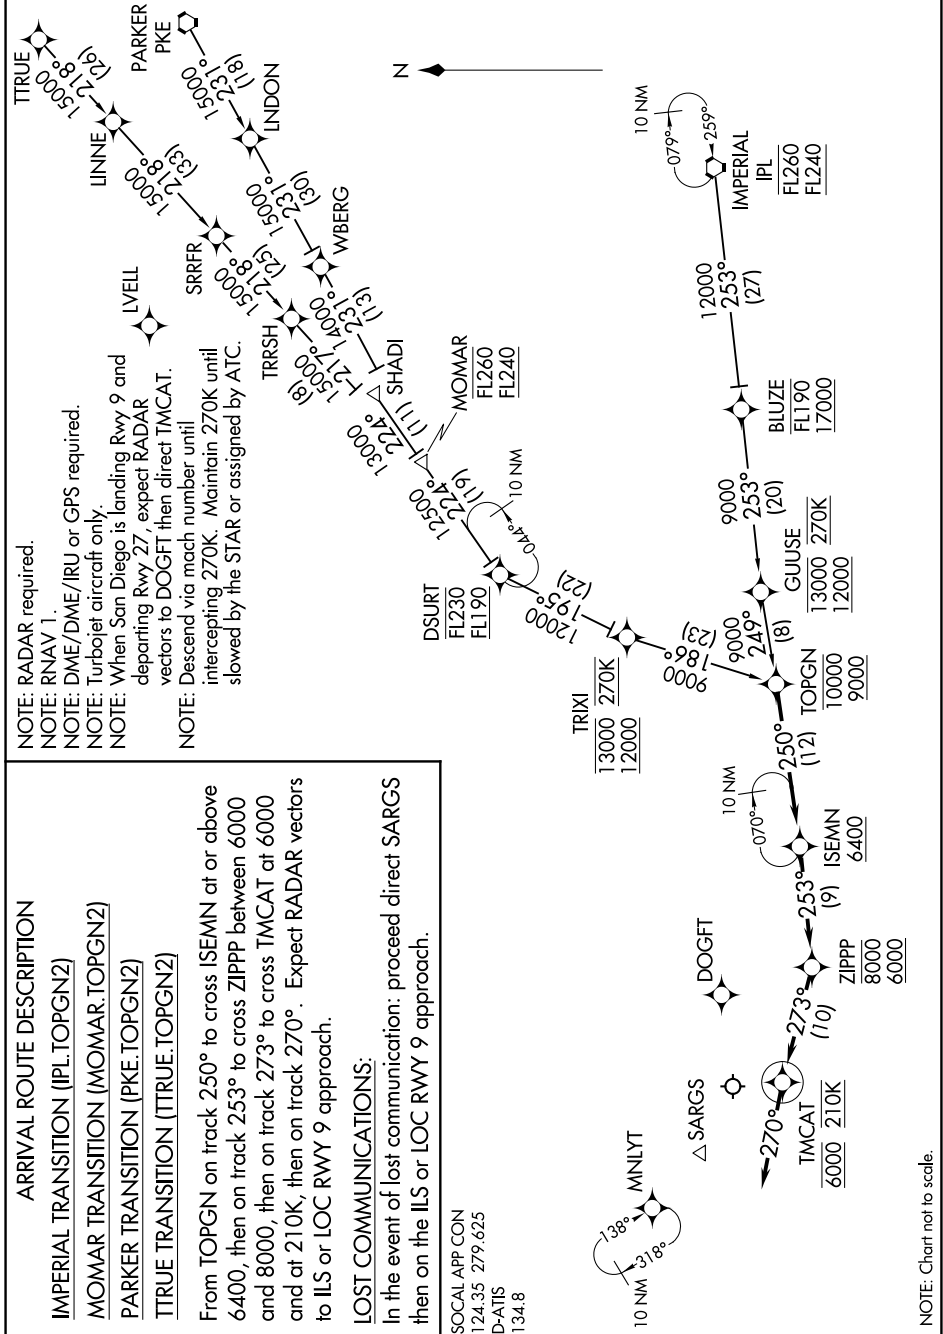 ARRIVAL ROUTE DESCRIPTION
IMPERIAL TRANSITION (IPL.TOPGN2)
MOMAR TRANSITION (MOMAR.TOPGN2)
PARKER TRANSITION (PKE.TOPGN2)
TTRUE TRANSITION (TTRUE.TOPGN2)
From TOPGN on track 250° to cross ISEMN at or above
6400, then on track 253° to cross ZIPPP between 6000
and 8000, then on track 273° to cross TMCAT at 6000
and at 210K, then on track 270°. Expect RADAR vectors
to ILS or LOC RWY 9 approach.
LOST COMMUNICATIONS:
In the event of lost communication: proceed direct SARGS
then on the ILS or LOC RWY 9 approach.
NOTE: RADAR required.
NOTE: RNAV 1.
NOTE: DME/DME/IRU or GPS required.
NOTE: Turbojet aircraft only.
NOTE: When San Diego is landing Rwy 9 and
departing Rwy 27, expect RADAR
vectors to DOGFT then direct TMCAT.
NOTE: Descend via mach number until
intercepting 270K. Maintain 270K until
slowed by the STAR or assigned by ATC.
SOCAL APP CON
124.35 279.625
D-ATIS
134.8
TTRUE
15000
218°
(26)
LINNE
15000
218°
(33)
SRRFR
15000
218°
(25)
TRRSH
15000
217°
(8)
PARKER
PKE
15000
231°
(18)
LNDON
15000
231°
(30)
WBERG
14000
231°
(13)
SHADI
LVELL
13000
224°
(11)
MOMAR
FL260
FL240
12500
224°
(19)
DSURT
FL230
FL190
044°
10 NM
12000
195°
(22)
TRIXI
13000 270K
12000
9000
186°
(23)
N
10 NM
079°
259°
IMPERIAL
IPL
FL260
FL240
12000
253°
(27)
BLUZE
FL190
17000
9000
253°
(20)
GUUSE
13000 270K
12000
9000
249°
(8)
TOPGN
10000
9000
250°
(12)
10 NM
070°
ISEMN
6400
253°
(9)
ZIPPP
8000
6000
273°
(10)
DOGFT
SARGS
TMCAT
6000 210K
270°
MNLYT
138°
318°
10 NM
NOTE: Chart not to scale.